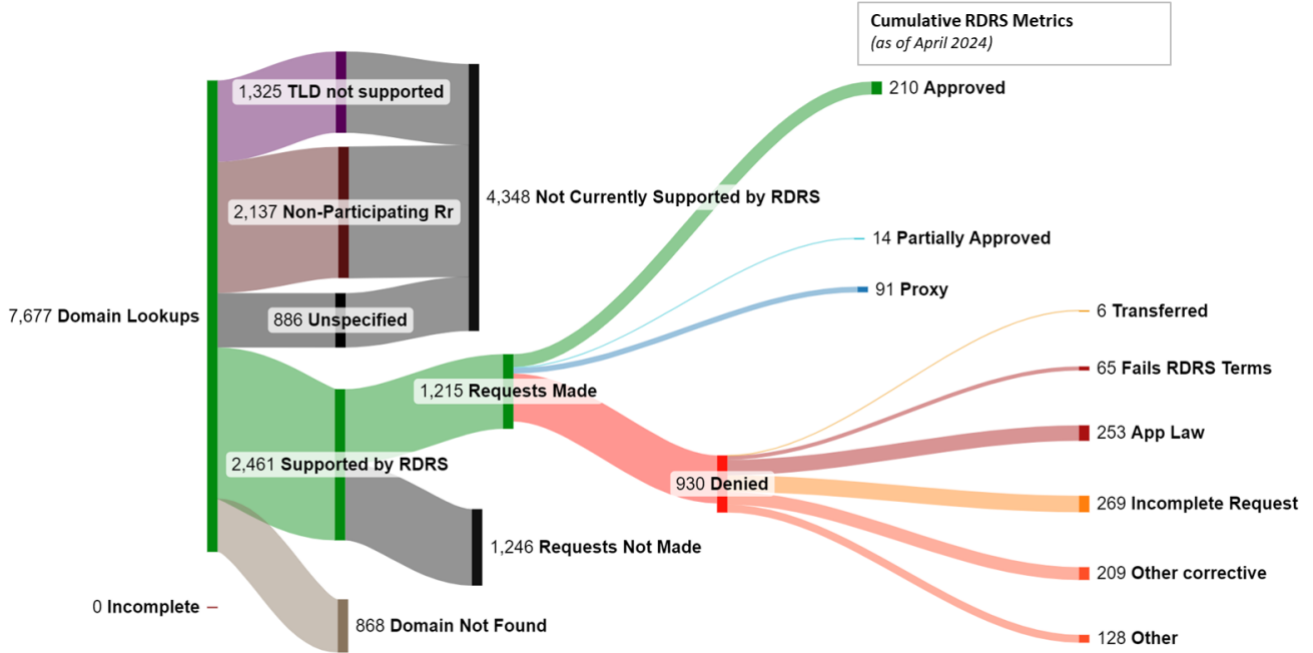 Cumulative RDRS Metrics
(as of April 2024)
210 Approved
1,325 TLD not supported
4,348 Not Currently Supported by RDRS
2,137 Non-Participating Rr
14 Partially Approved
91 Proxy
6 Transferred
7,677 Domain Lookups
886 Unspecified
65 Fails RDRS Terms
1,215 Requests Made
253 App Law
2,461 Supported by RDRS
930 Denied
269 Incomplete Request
1,246 Requests Not Made
209 Other corrective
0 Incomplete
868 Domain Not Found
128 Other